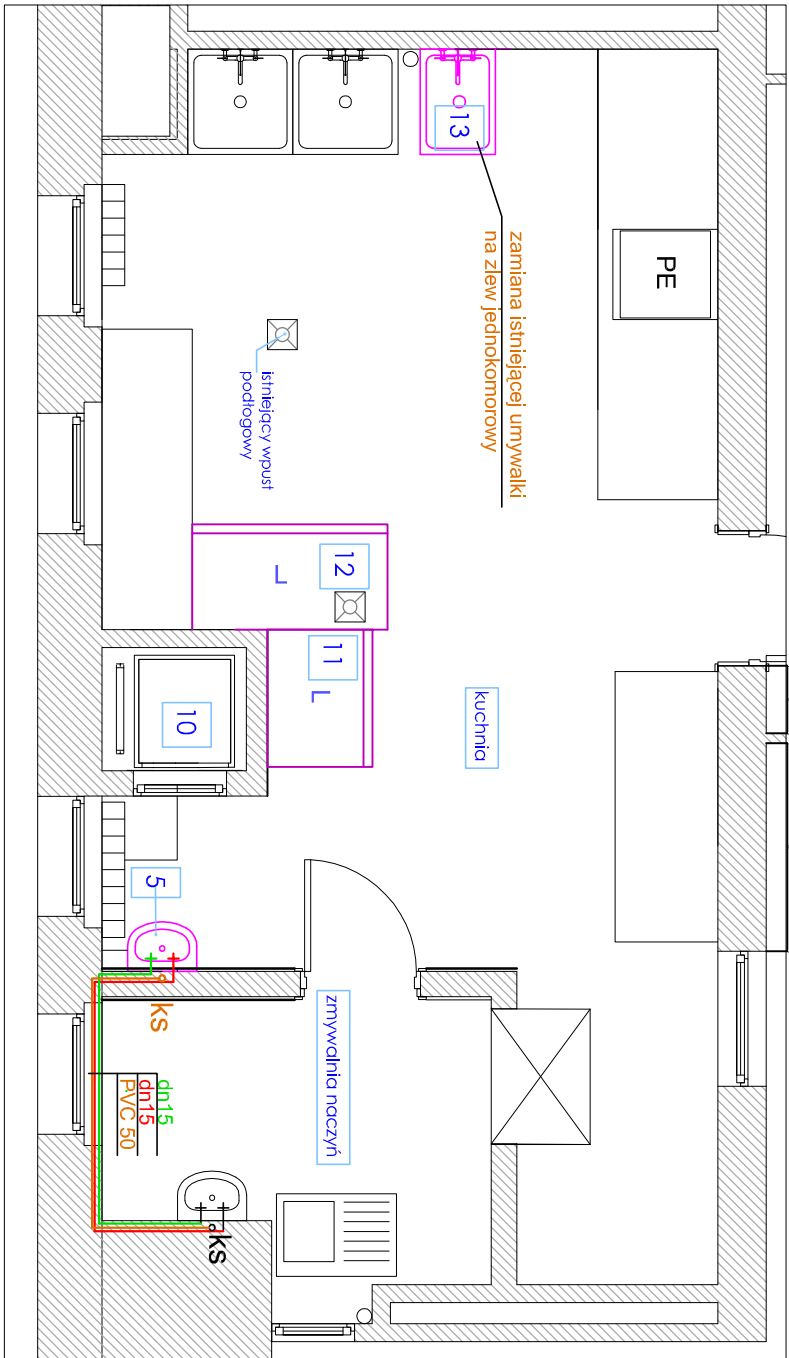 13
zamiana istniejącej umywalki
na zlew jednokomorowy
PE
istniejący wpust
podłogowy
12
L
11
L
10
kuchnia
5
ks
zmywalnia naczyń
dn15
dn15
PVC 50
ks